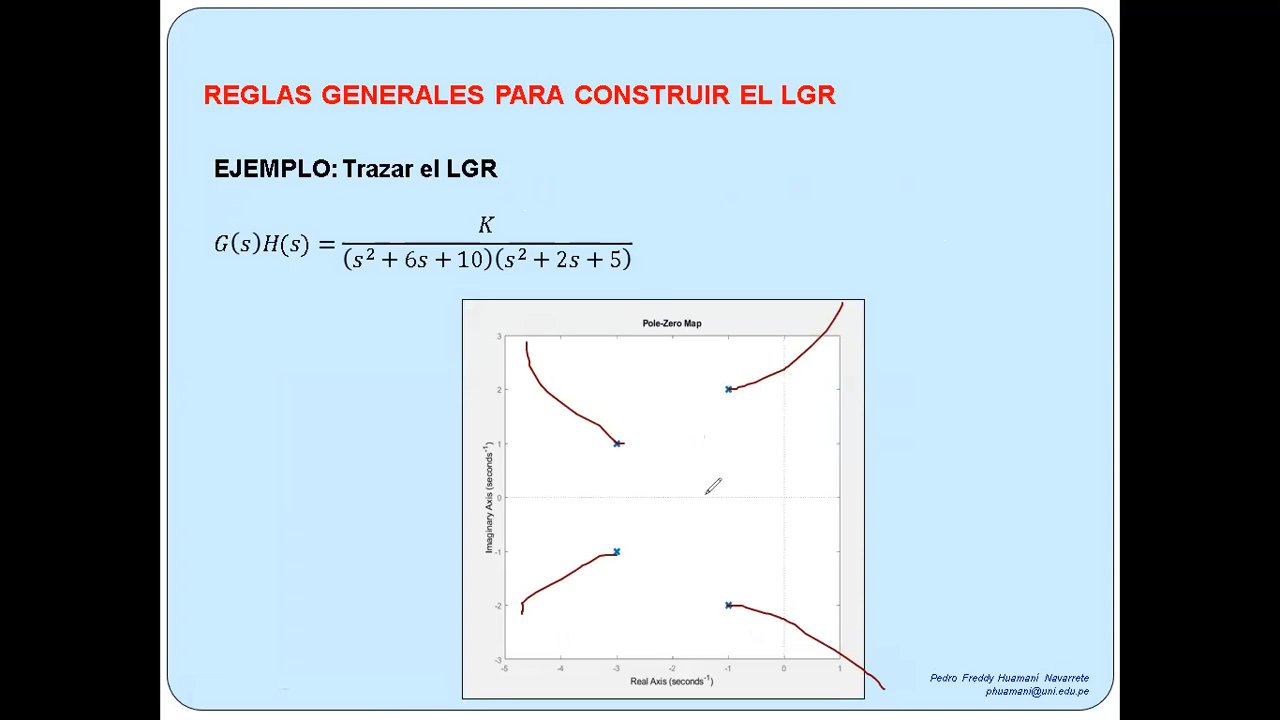 REGLAS GENERALES PARA CONSTRUIR EL LGR
EJEMPLO: Trazar el LGR
G(s)H(s) = K / (s² + 6s + 10)(s² + 2s + 5)
Pole-Zero Map
3
2
1
0
-1
-2
-3
Imaginary Axis (seconds⁻¹)
-5 -4 -3 -2 -1 0 1
Real Axis (seconds⁻¹)
Pedro Freddy Huamaní Navarrete
phuamani@uni.edu.pe